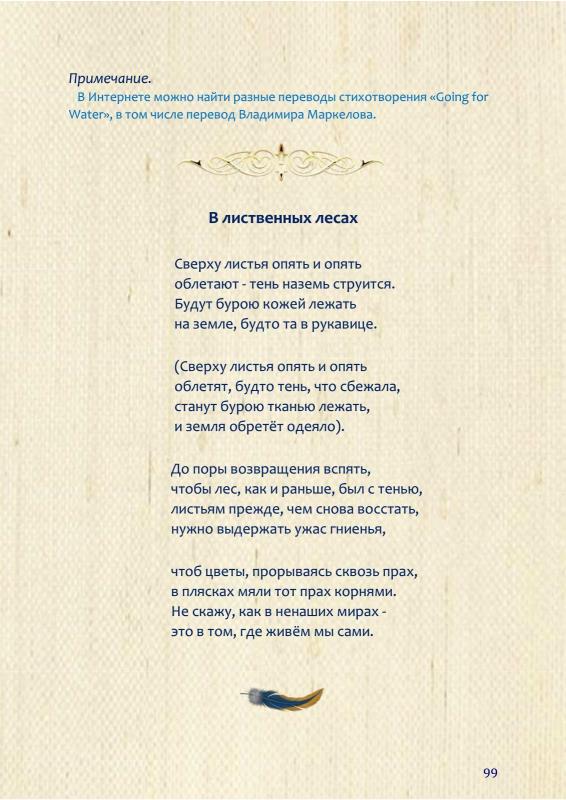 Примечание.
В Интернете можно найти разные переводы стихотворения «Going for
Water», в том числе перевод Владимира Маркелова.
В лиственных лесах
Сверху листья опять и опять
облетают - тень наземь струится.
Будут бурою кожей лежать
на земле, будто та в рукавице.
(Сверху листья опять и опять
облетят, будто тень, что сбежала,
станут бурою тканью лежать,
и земля обретёт одеяло).
До поры возвращения вспять,
чтобы лес, как и раньше, был с тенью,
листьям прежде, чем снова восстать,
нужно выдержать ужас гниенья,
чтоб цветы, прорываясь сквозь прах,
в плясках мяли тот прах корнями.
Не скажу, как в ненаших мирах -
это в том, где живём мы сами.
99